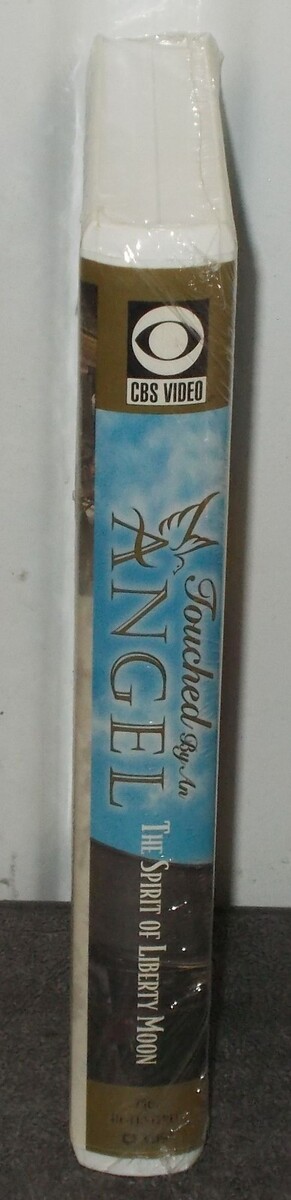 CBS VIDEO
Touched By An
ANGEL
THE SPIRIT OF LIBERTY MOON